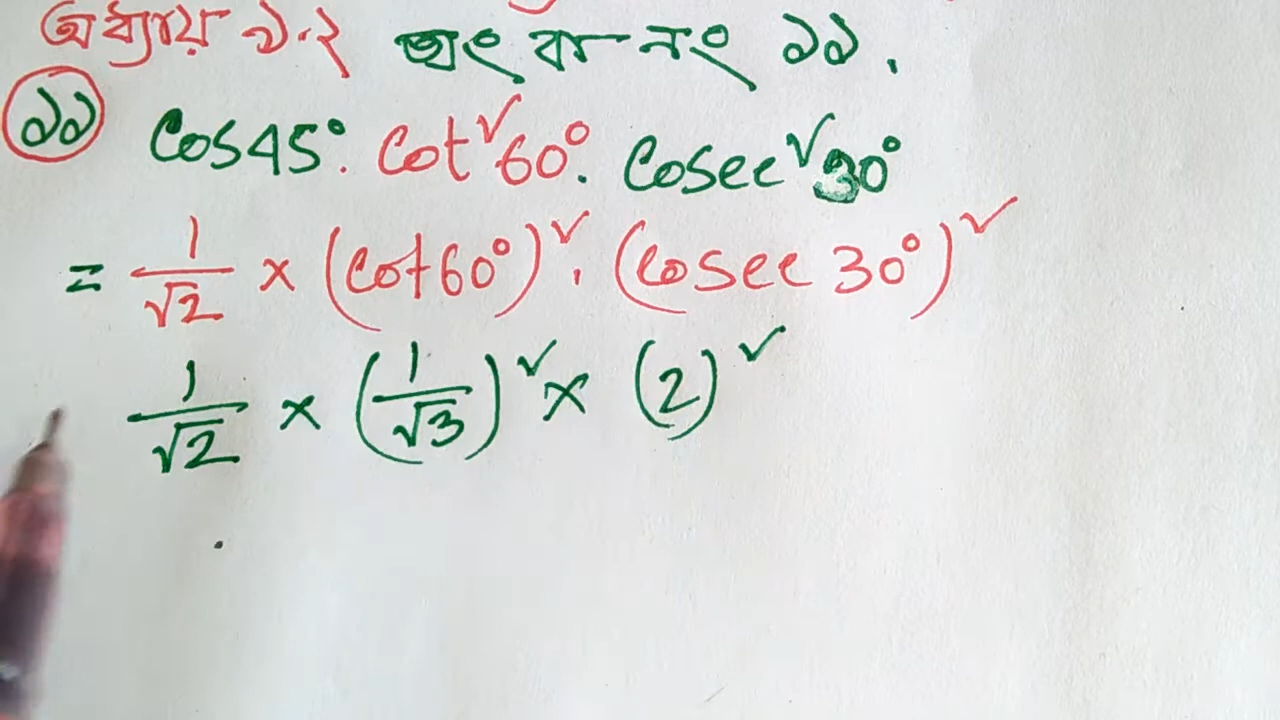 অধ্যায় ৯.২ অং বা নং ১১.
১১ cos45°. cot²60°. cosec²30°
= 1/√2 × (cot60°)². (cosec 30°)²
1/√2 × (1/√3)² × (2)²